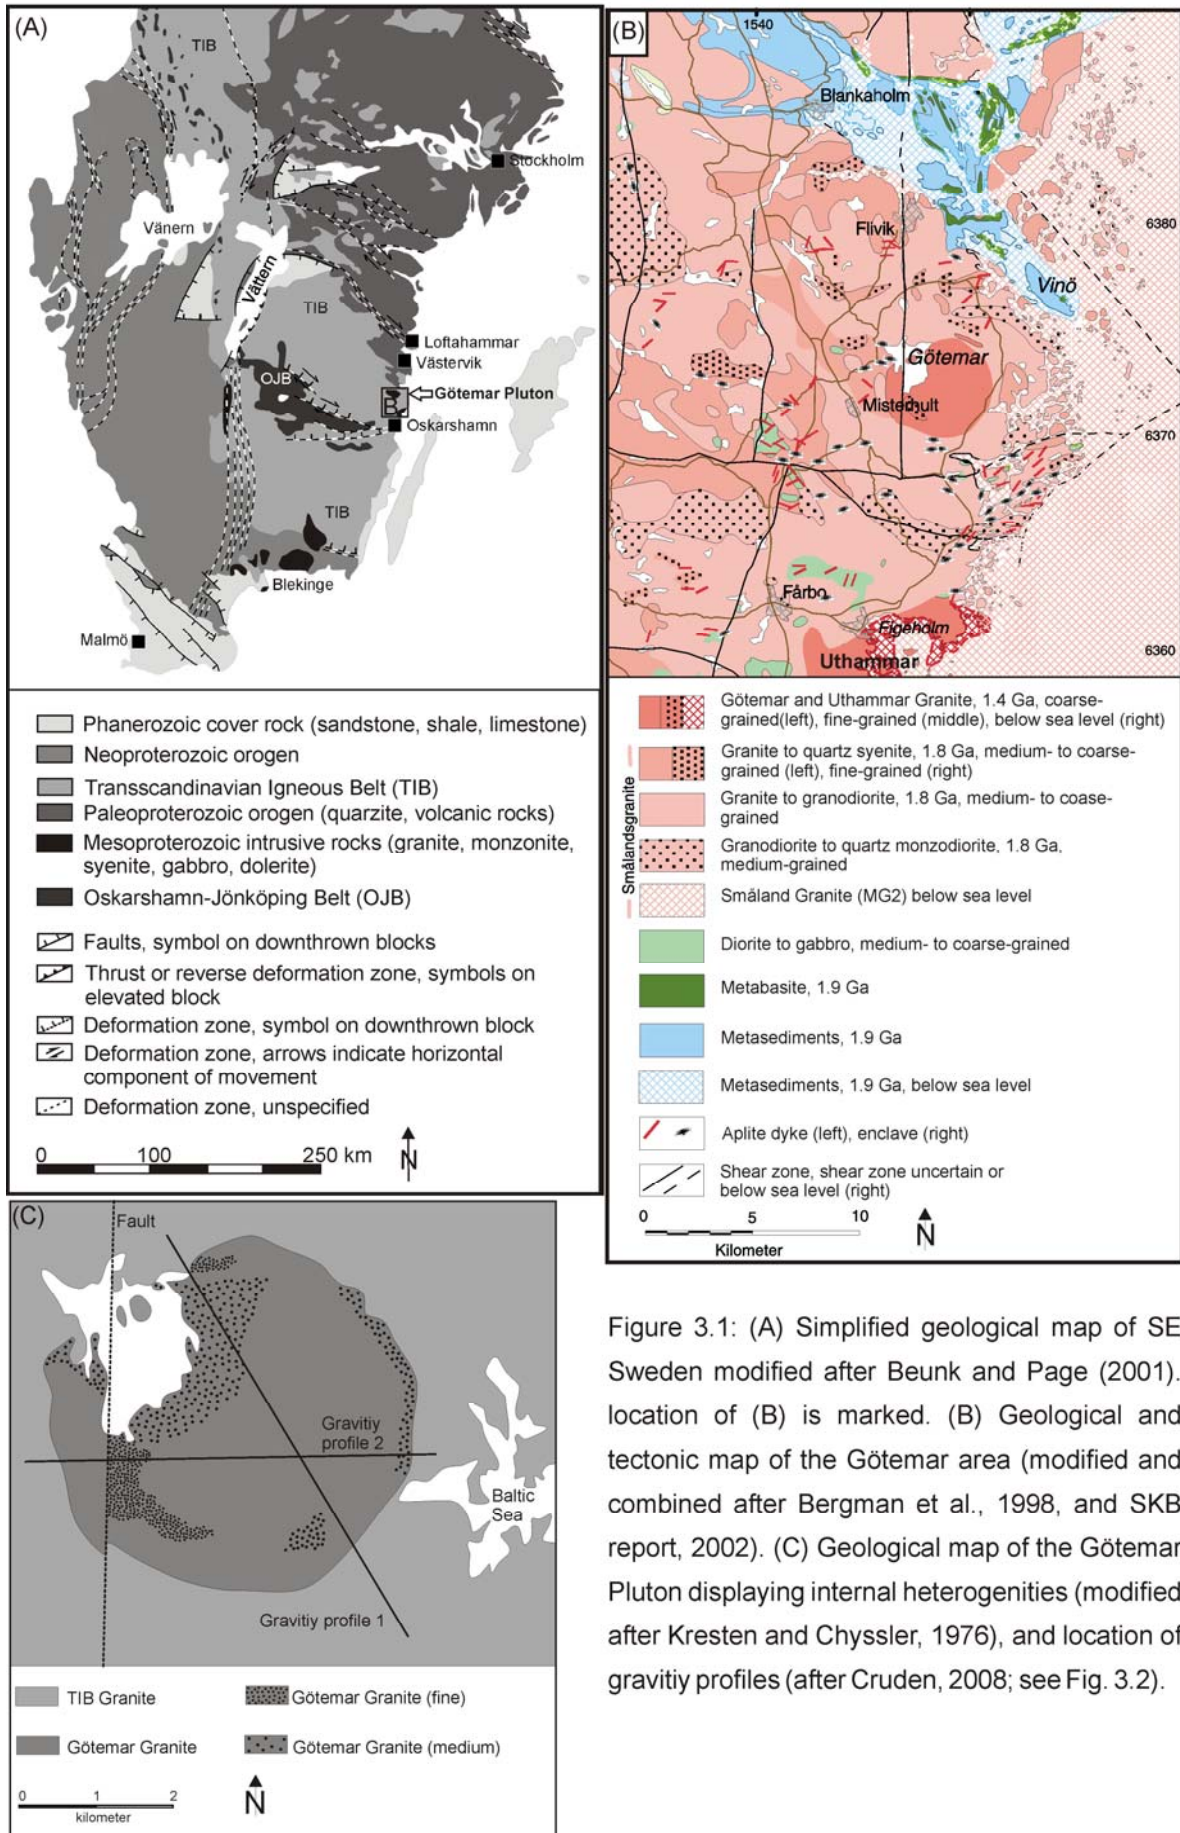 (A)
TIB
Stockholm
Vänern
Vättern
TIB
Loftahammar
Västervik
OJB
Götemar Pluton
B
Oskarshamn
TIB
Blekinge
Malmö
Phanerozoic cover rock (sandstone, shale, limestone)
Neoproterozoic orogen
Transscandinavian Igneous Belt (TIB)
Paleoproterozoic orogen (quarzite, volcanic rocks)
Mesoproterozoic intrusive rocks (granite, monzonite,
syenite, gabbro, dolerite)
Oskarshamn-Jönköping Belt (OJB)
Faults, symbol on downthrown blocks
Thrust or reverse deformation zone, symbols on
elevated block
Deformation zone, symbol on downthrown block
Deformation zone, arrows indicate horizontal
component of movement
Deformation zone, unspecified
0 100 250 km
N
(B)
1540
Blankaholm
6380
Flivik
Vinö
Götemar
Misterhult
6370
Fårbo
Figeholm
6360
Uthammar
Götemar and Uthammar Granite, 1.4 Ga, coarse-
grained(left), fine-grained (middle), below sea level (right)
Smålandsgranite
Granite to quartz syenite, 1.8 Ga, medium- to coarse-
grained (left), fine-grained (right)
Granite to granodiorite, 1.8 Ga, medium- to coase-
grained
Granodiorite to quartz monzodiorite, 1.8 Ga,
medium-grained
Småland Granite (MG2) below sea level
Diorite to gabbro, medium- to coarse-grained
Metabasite, 1.9 Ga
Metasediments, 1.9 Ga
Metasediments, 1.9 Ga, below sea level
Aplite dyke (left), enclave (right)
Shear zone, shear zone uncertain or
below sea level (right)
0 5 10
Kilometer
N
(C)
Fault
Gravitiy
profile 2
Baltic
Sea
Gravitiy profile 1
TIB Granite
Götemar Granite (fine)
Götemar Granite
Götemar Granite (medium)
0 1 2
kilometer
N
Figure 3.1: (A) Simplified geological map of SE
Sweden modified after Beunk and Page (2001).
location of (B) is marked. (B) Geological and
tectonic map of the Götemar area (modified and
combined after Bergman et al., 1998, and SKB
report, 2002). (C) Geological map of the Götemar
Pluton displaying internal heterogenities (modified
after Kresten and Chyssler, 1976), and location of
gravitiy profiles (after Cruden, 2008; see Fig. 3.2).